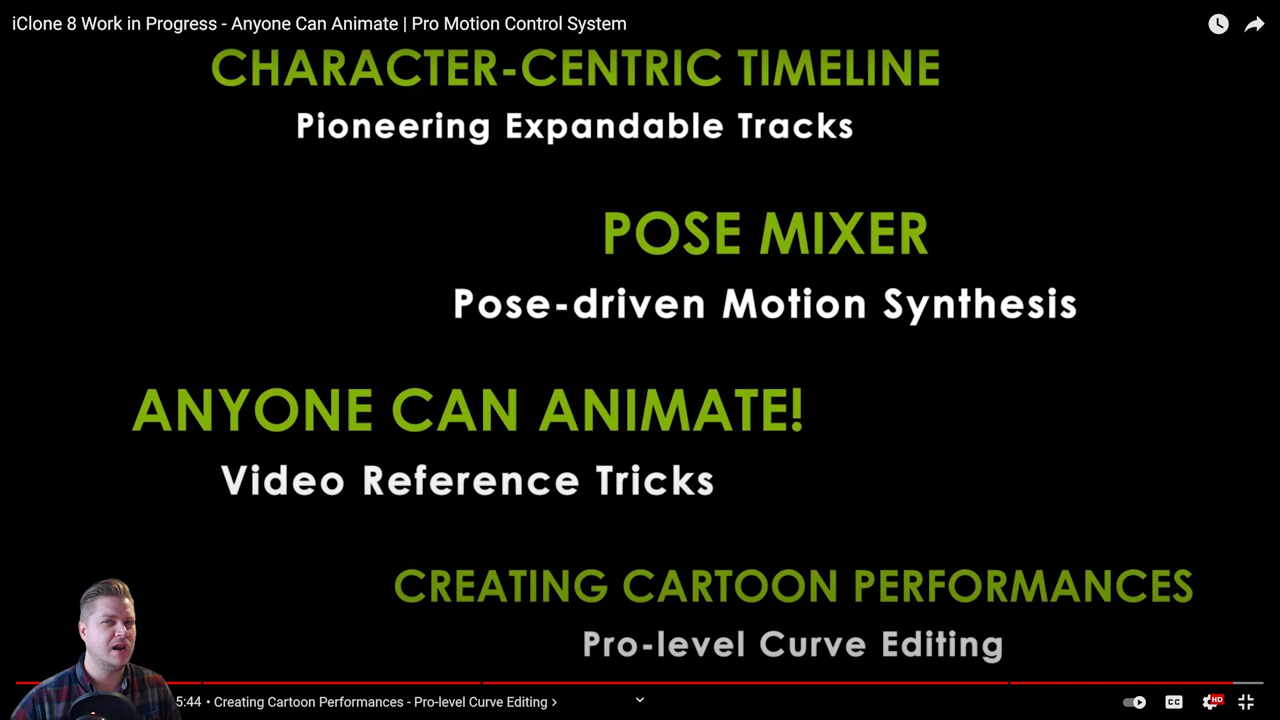 iClone 8 Work in Progress - Anyone Can Animate | Pro Motion Control System
CHARACTER-CENTRIC TIMELINE
Pioneering Expandable Tracks
POSE MIXER
Pose-driven Motion Synthesis
ANYONE CAN ANIMATE!
Video Reference Tricks
CREATING CARTOON PERFORMANCES
Pro-level Curve Editing
5:44 • Creating Cartoon Performances - Pro-level Curve Editing >
CC
HD